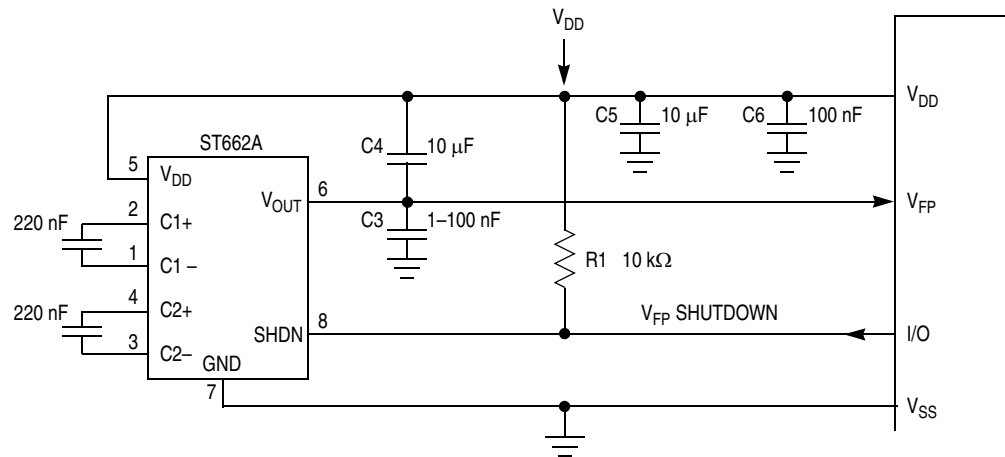 V_DD
V_DD
C5 10 µF C6 100 nF
ST662A
C4 10 µF
5 V_DD
6
V_OUT
V_FP
2
220 nF C1+
C3 1–100 nF
1 C1 –
R1 10 kΩ
4
220 nF C2+
8
V_FP SHUTDOWN
SHDN
I/O
3 C2–
GND
7
V_SS